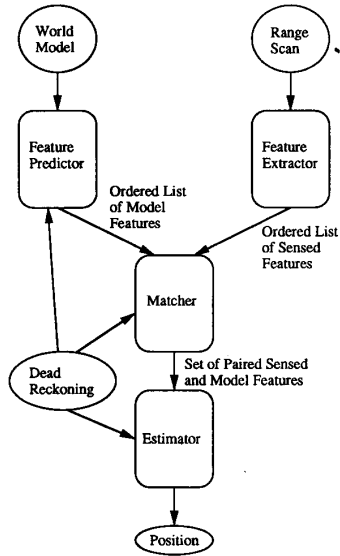 World
Model
Range
Scan
Feature
Predictor
Feature
Extractor
Ordered List
of Model
Features
Ordered List
of Sensed
Features
Matcher
Set of Paired Sensed
and Model Features
Dead
Reckoning
Estimator
Position